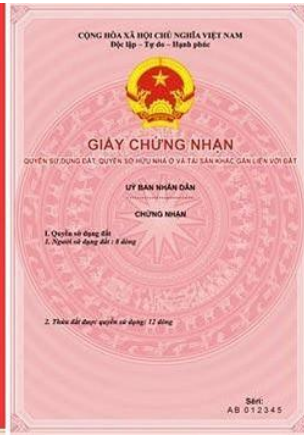 CỘNG HÒA XÃ HỘI CHỦ NGHĨA VIỆT NAM
Độc lập - Tự do - Hạnh phúc
GIẤY CHỨNG NHẬN
QUYỀN SỬ DỤNG ĐẤT, QUYỀN SỞ HỮU NHÀ Ở VÀ TÀI SẢN KHÁC GẮN LIỀN VỚI ĐẤT
UỶ BAN NHÂN DÂN
CHỨNG NHẬN
I. Quyền sử dụng đất
1. Người sử dụng đất : 8 dòng
2. Thửa đất được quyền sử dụng: 12 dòng
Sêri:
AB 012345